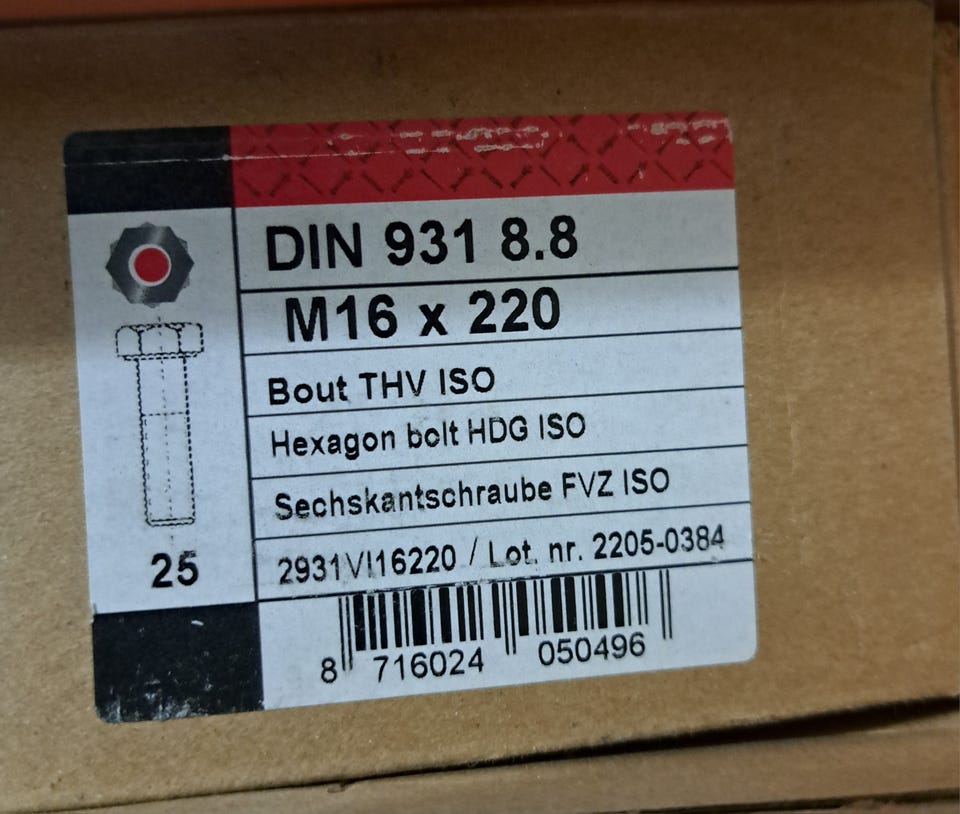 DIN 931 8.8
M16 x 220
Bout THV ISO
Hexagon bolt HDG ISO
Sechskantschraube FVZ ISO
25
2931VI16220 / Lot. nr. 2205-0384
8 716024 050496